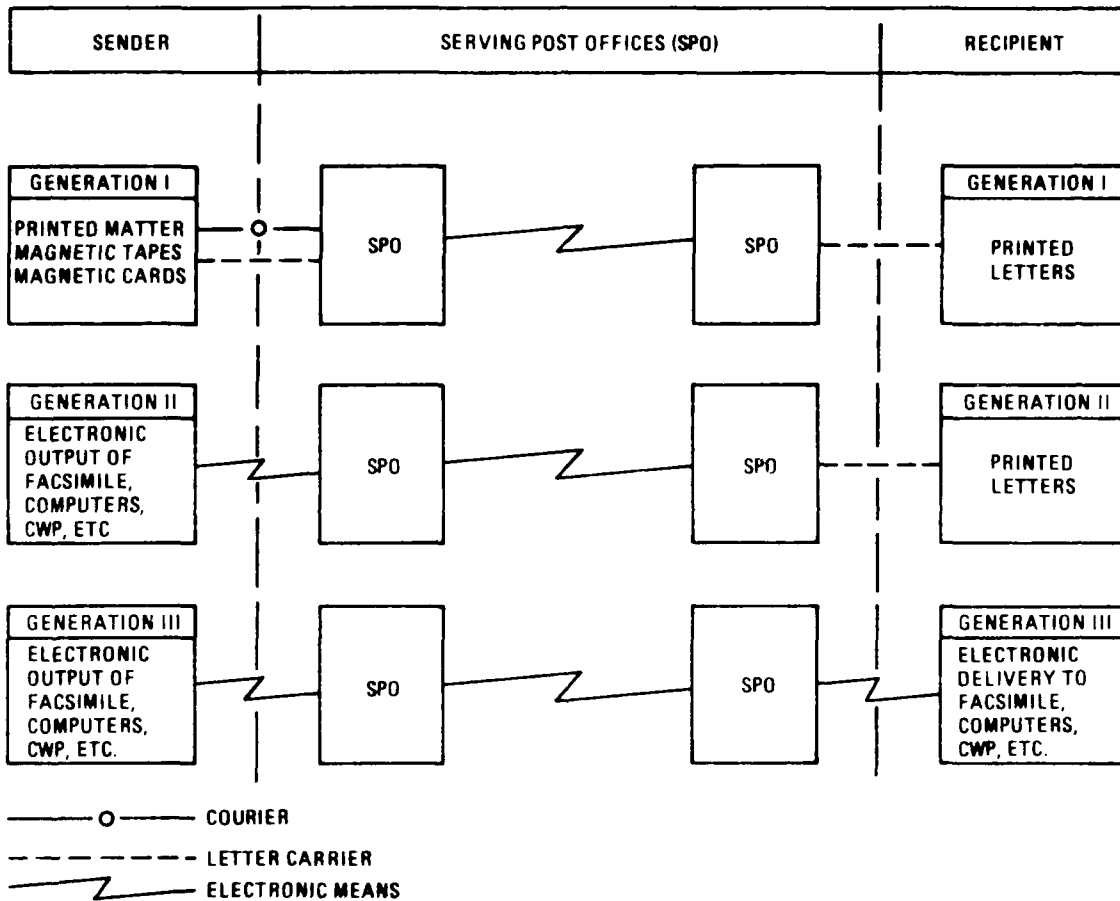 SENDER
SERVING POST OFFICES (SPO)
RECIPIENT
GENERATION I
PRINTED MATTER
MAGNETIC TAPES
MAGNETIC CARDS
SPO
SPO
GENERATION I
PRINTED
LETTERS
GENERATION II
ELECTRONIC
OUTPUT OF
FACSIMILE,
COMPUTERS,
CWP, ETC
SPO
SPO
GENERATION II
PRINTED
LETTERS
GENERATION III
ELECTRONIC
OUTPUT OF
FACSIMILE,
COMPUTERS,
CWP, ETC.
SPO
SPO
GENERATION III
ELECTRONIC
DELIVERY TO
FACSIMILE,
COMPUTERS,
CWP, ETC.
COURIER
LETTER CARRIER
ELECTRONIC MEANS